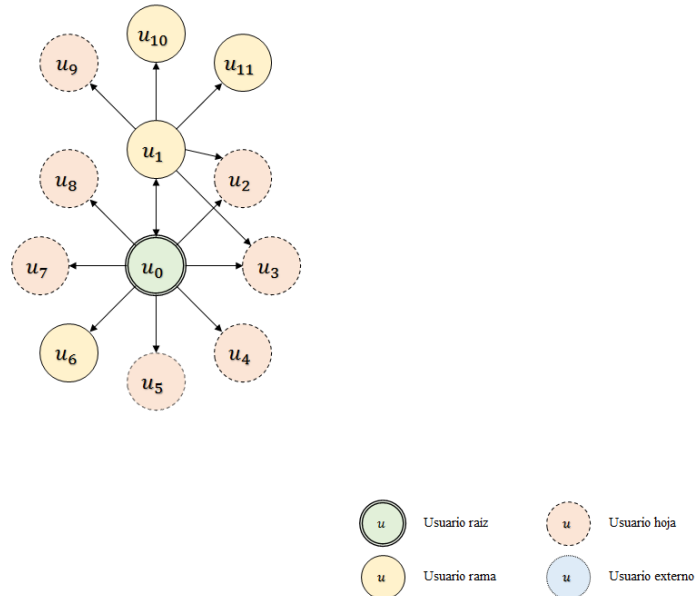 u10
u9
u11
u1
u8
u2
u7
u0
u3
u6
u4
u5
u Usuario raiz
u Usuario hoja
u Usuario rama
u Usuario externo